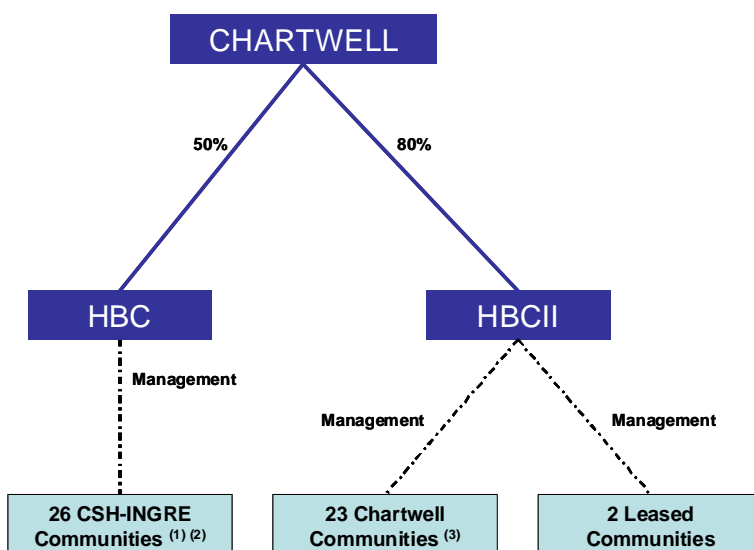 CHARTWELL
50%
80%
HBC
HBCII
Management
Management
Management
26 CSH-INGRE
Communities (1) (2)
23 Chartwell
Communities (3)
2 Leased
Communities